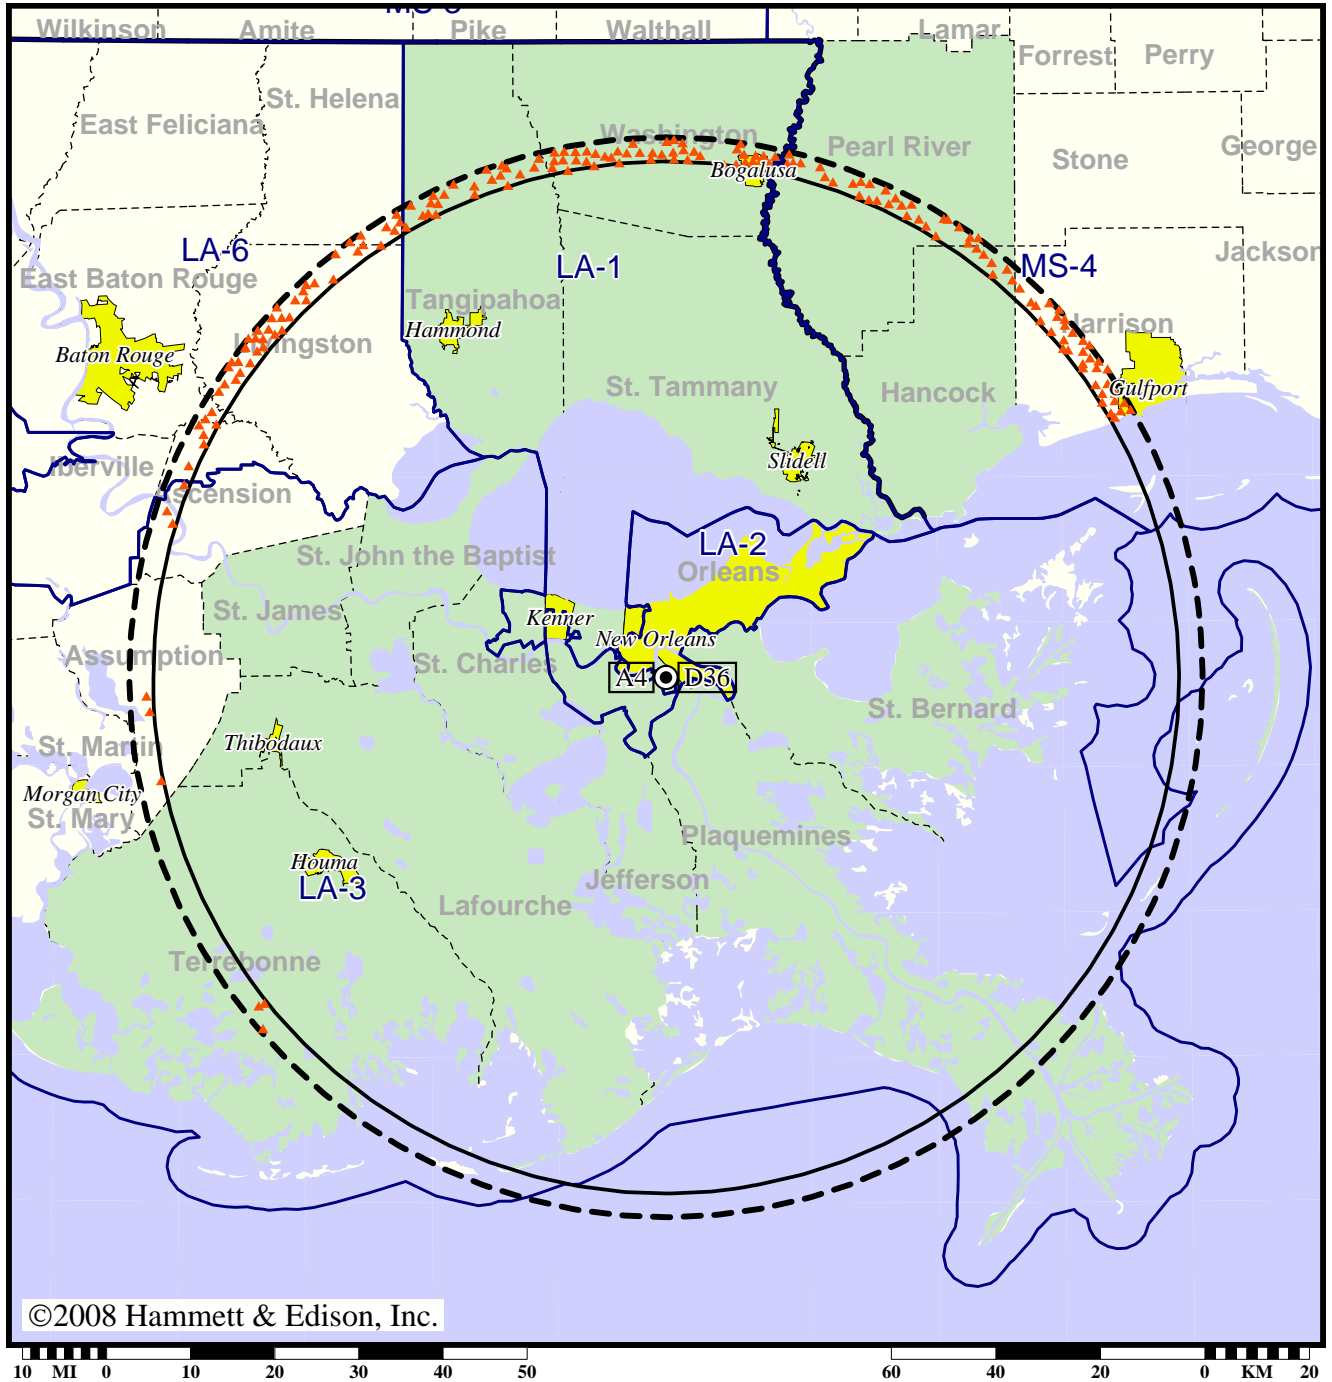 MS-3
Wilkinson
Amite
Pike
Walthall
Lamar
Forrest
Perry
St. Helena
East Feliciana
Washington
Pearl River
Stone
George
Bogalusa
LA-6
LA-1
MS-4
Jackson
East Baton Rouge
Tangipahoa
Hammond
Livingston
Harrison
Baton Rouge
St. Tammany
Hancock
Gulfport
Slidell
Iberville
Ascension
LA-2
Orleans
St. John the Baptist
St. James
Kenner
New Orleans
Assumption
St. Charles
A4
D36
St. Bernard
St. Martin
Thibodaux
Morgan City
St. Mary
Plaquemines
Houma
LA-3
Jefferson
Lafourche
Terrebonne
©2008 Hammett & Edison, Inc.
10 MI 0 10 20 30 40 50
60 40 20 0 KM 20